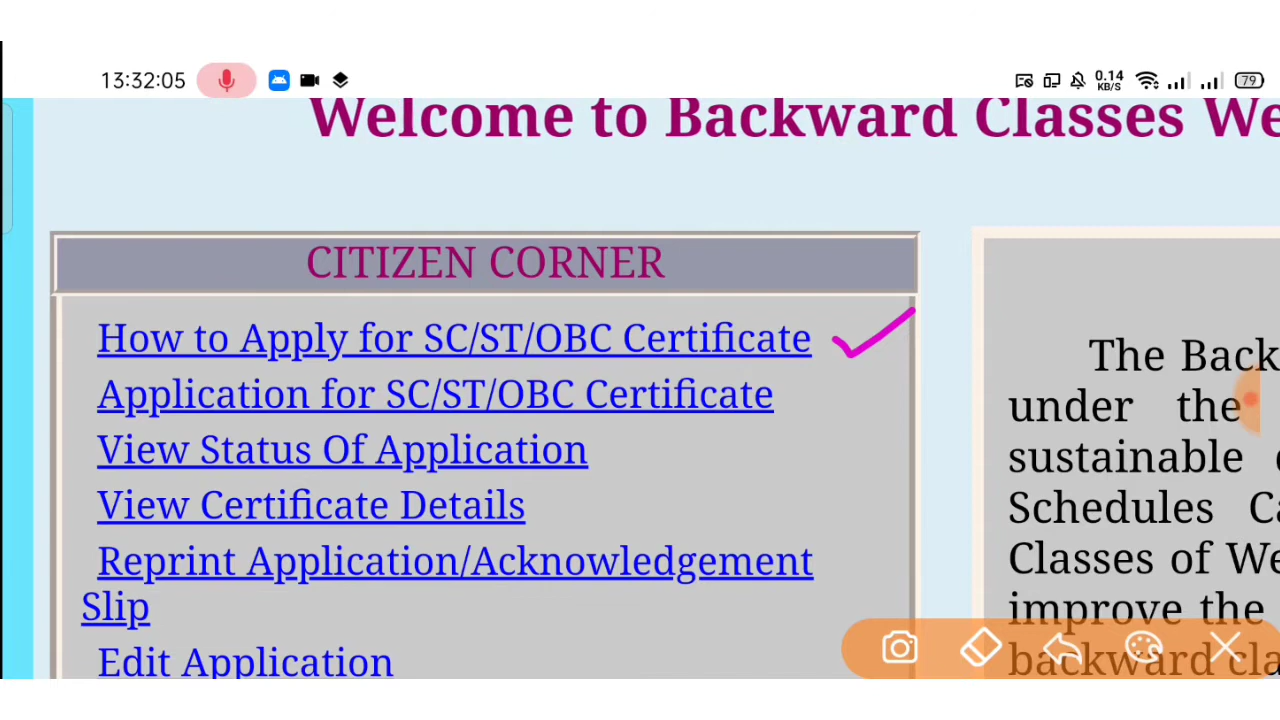 13:32:05 0.14 KB/S 79
Welcome to Backward Classes We
CITIZEN CORNER
How to Apply for SC/ST/OBC Certificate
Application for SC/ST/OBC Certificate
View Status Of Application
View Certificate Details
Reprint Application/Acknowledgement
Slip
Edit Application
The Back
under the
sustainable
Schedules Ca
Classes of We
improve the
backward cla